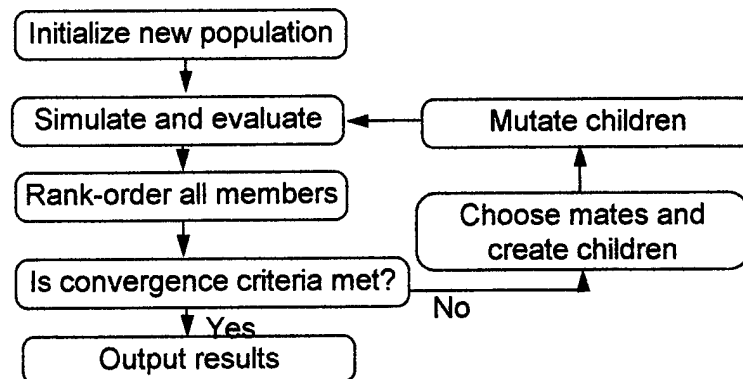 Initialize new population
Simulate and evaluate
Mutate children
Rank-order all members
Choose mates and
create children
Is convergence criteria met?
No
Yes
Output results